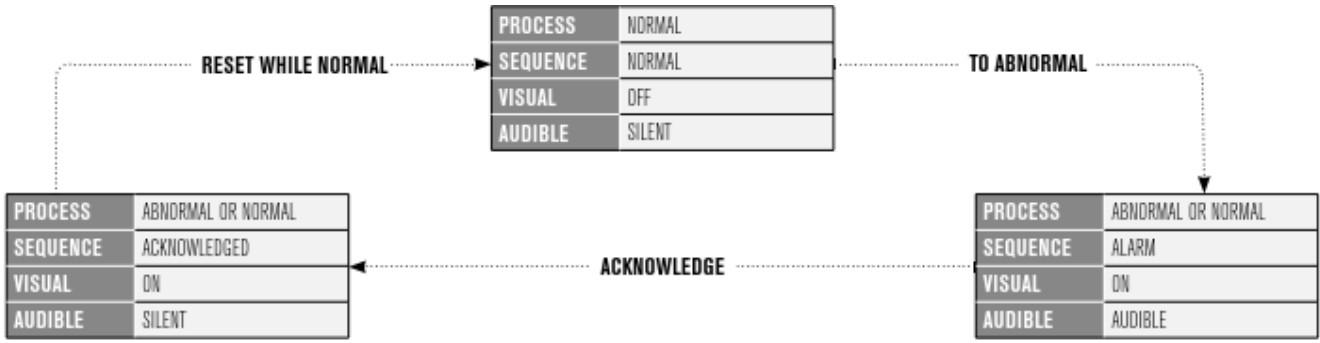 PROCESS NORMAL
RESET WHILE NORMAL SEQUENCE NORMAL TO ABNORMAL
VISUAL OFF
AUDIBLE SILENT
PROCESS ABNORMAL OR NORMAL
SEQUENCE ACKNOWLEDGED
VISUAL ON
AUDIBLE SILENT
ACKNOWLEDGE
PROCESS ABNORMAL OR NORMAL
SEQUENCE ALARM
VISUAL ON
AUDIBLE AUDIBLE